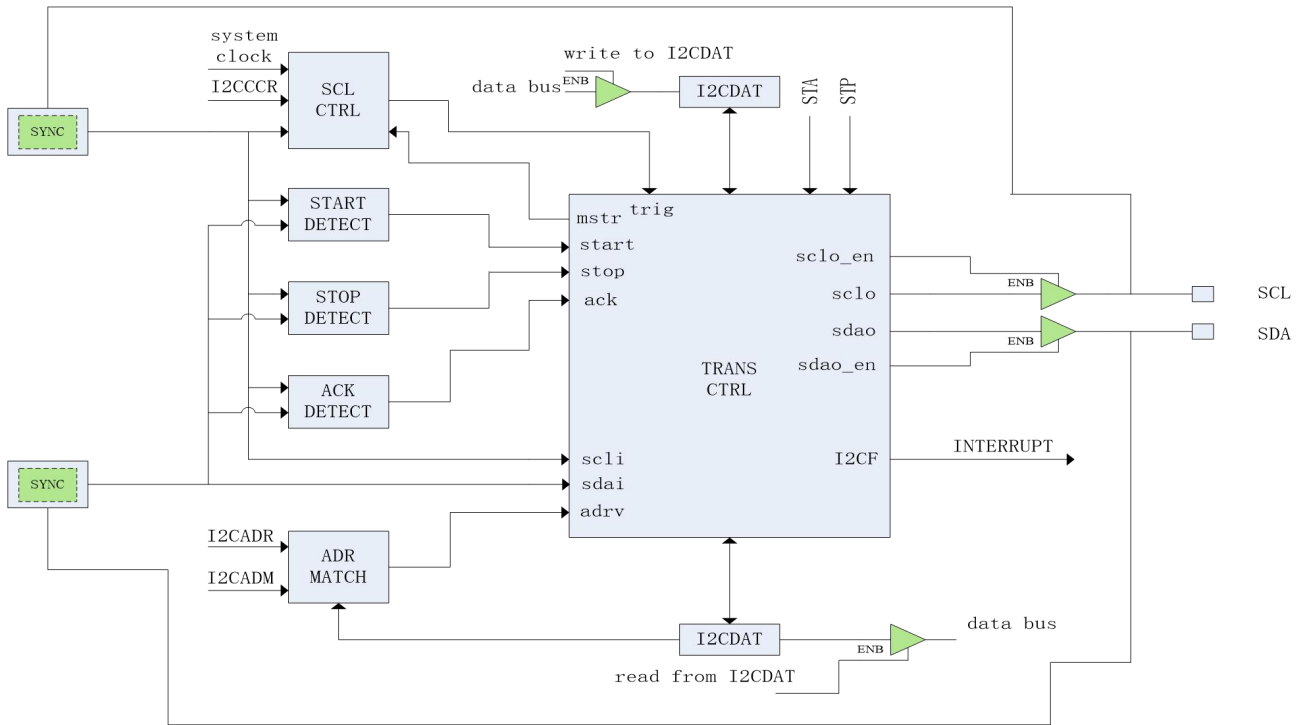 system
clock
I2CCCR
SCL
CTRL
write to I2CDAT
ENB
data bus
I2CDAT
STA
STP
SYNC
START
DETECT
STOP
DETECT
ACK
DETECT
mstr
trig
start
stop
ack
sclo_en
sclo
sdao
sdao_en
ENB
ENB
SCL
SDA
TRANS
CTRL
SYNC
scli
sdai
adrv
I2CF
INTERRUPT
I2CADR
I2CADM
ADR
MATCH
I2CDAT
ENB
data bus
read from I2CDAT